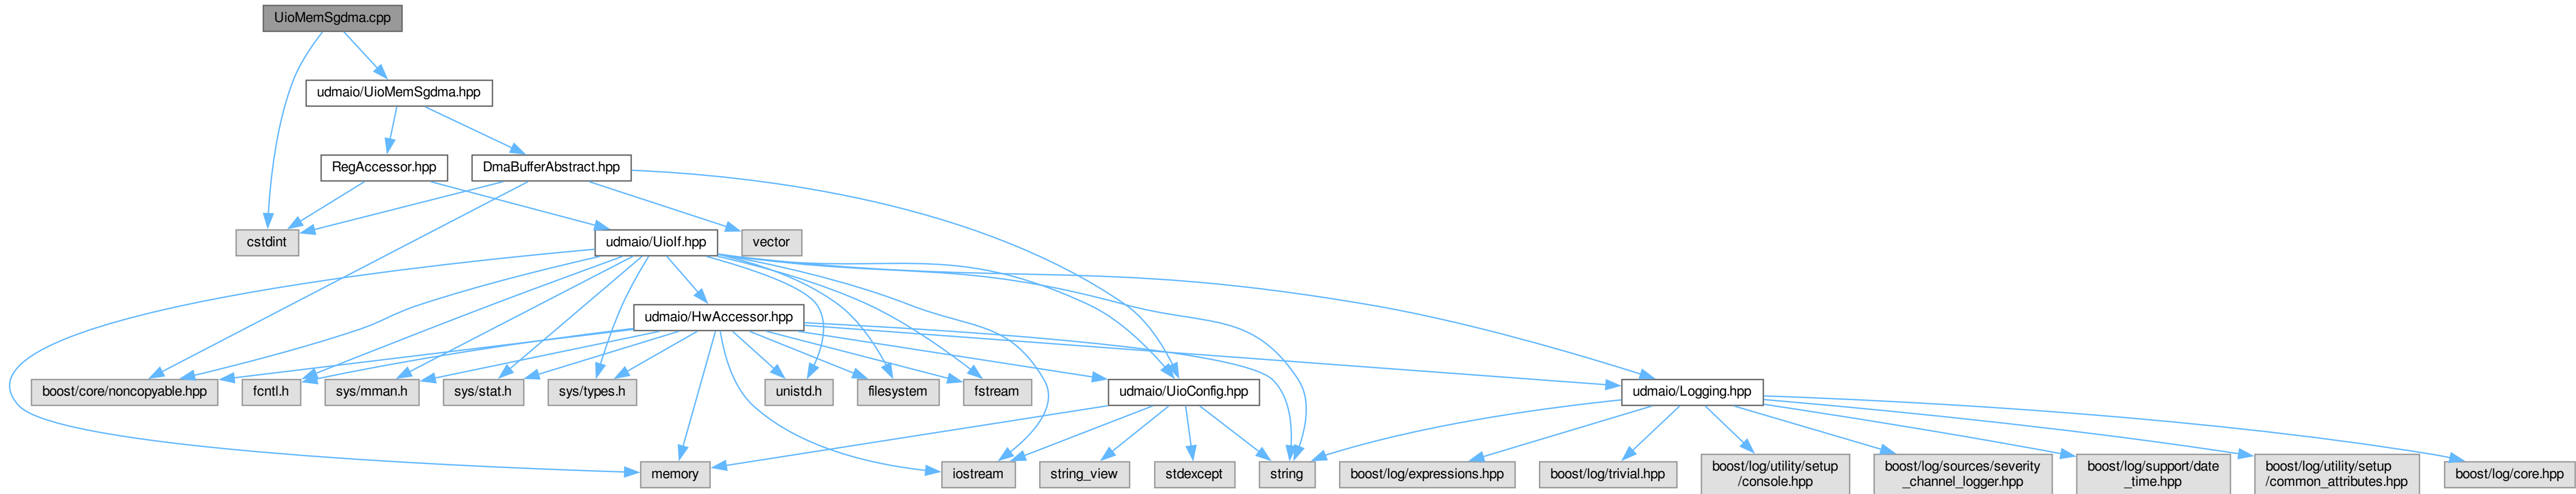 UioMemSgdma.cpp
udmaio/UioMemSgdma.hpp
RegAccessor.hpp
DmaBufferAbstract.hpp
cstdint
udmaio/UioIf.hpp
vector
udmaio/HwAccessor.hpp
boost/core/noncopyable.hpp
fcntl.h
sys/mman.h
sys/stat.h
sys/types.h
unistd.h
filesystem
fstream
udmaio/UioConfig.hpp
udmaio/Logging.hpp
memory
iostream
string_view
stdexcept
string
boost/log/expressions.hpp
boost/log/trivial.hpp
boost/log/utility/setup
/console.hpp
boost/log/sources/severity
_channel_logger.hpp
boost/log/support/date
_time.hpp
boost/log/utility/setup
/common_attributes.hpp
boost/log/core.hpp